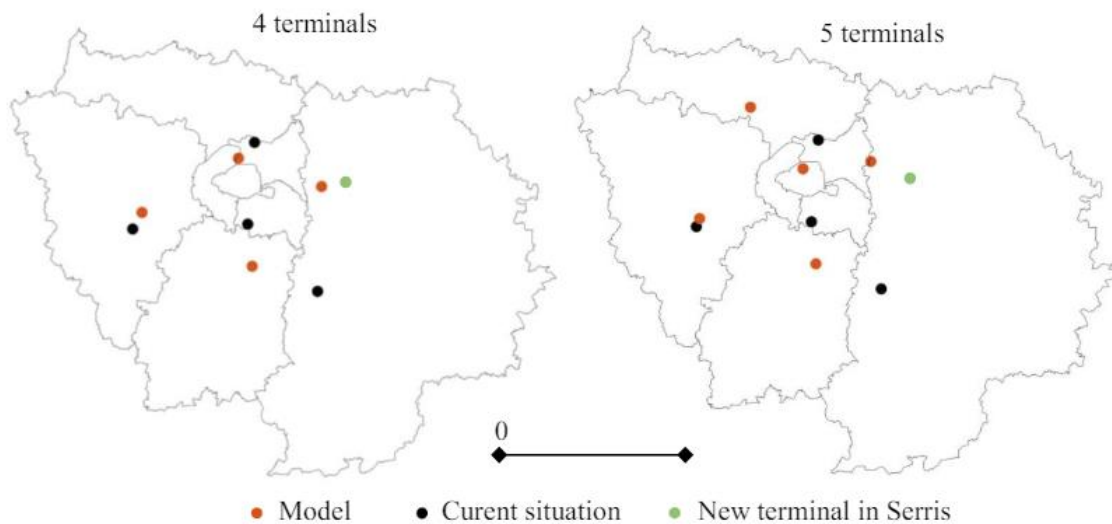 4 terminals
5 terminals
0
Model
Curent situation
New terminal in Serris